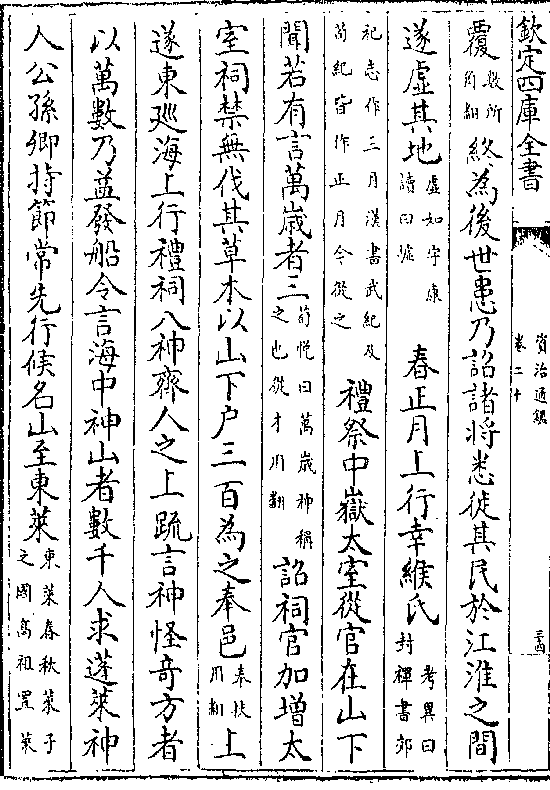 欽定四庫全書
資治通鑑
卷二十
三四
覆數所角翻終為後世患乃詔諸將悉徙其民於江淮之間
遂虛其地虛如字康讀曰墟春正月上行幸緱氏考異曰封禪書郊
祀志作三月漢書武紀及荀紀皆作正月今從之禮祭中嶽太室從官在山下
聞若有言萬歲者三荀悅曰萬歲神稱之也從才用翻詔祠官加增太
室祠禁無伐其草木以山下户三百為之奉邑奉扶用翻上
遂東廵海上行禮祠八神齊人之上䟽言神怪奇方者
以萬數乃益發船令言海中神山者數千人求蓬萊神
人公孫卿持節常先行候名山至東萊東萊春秋萊子之國高祖置萊